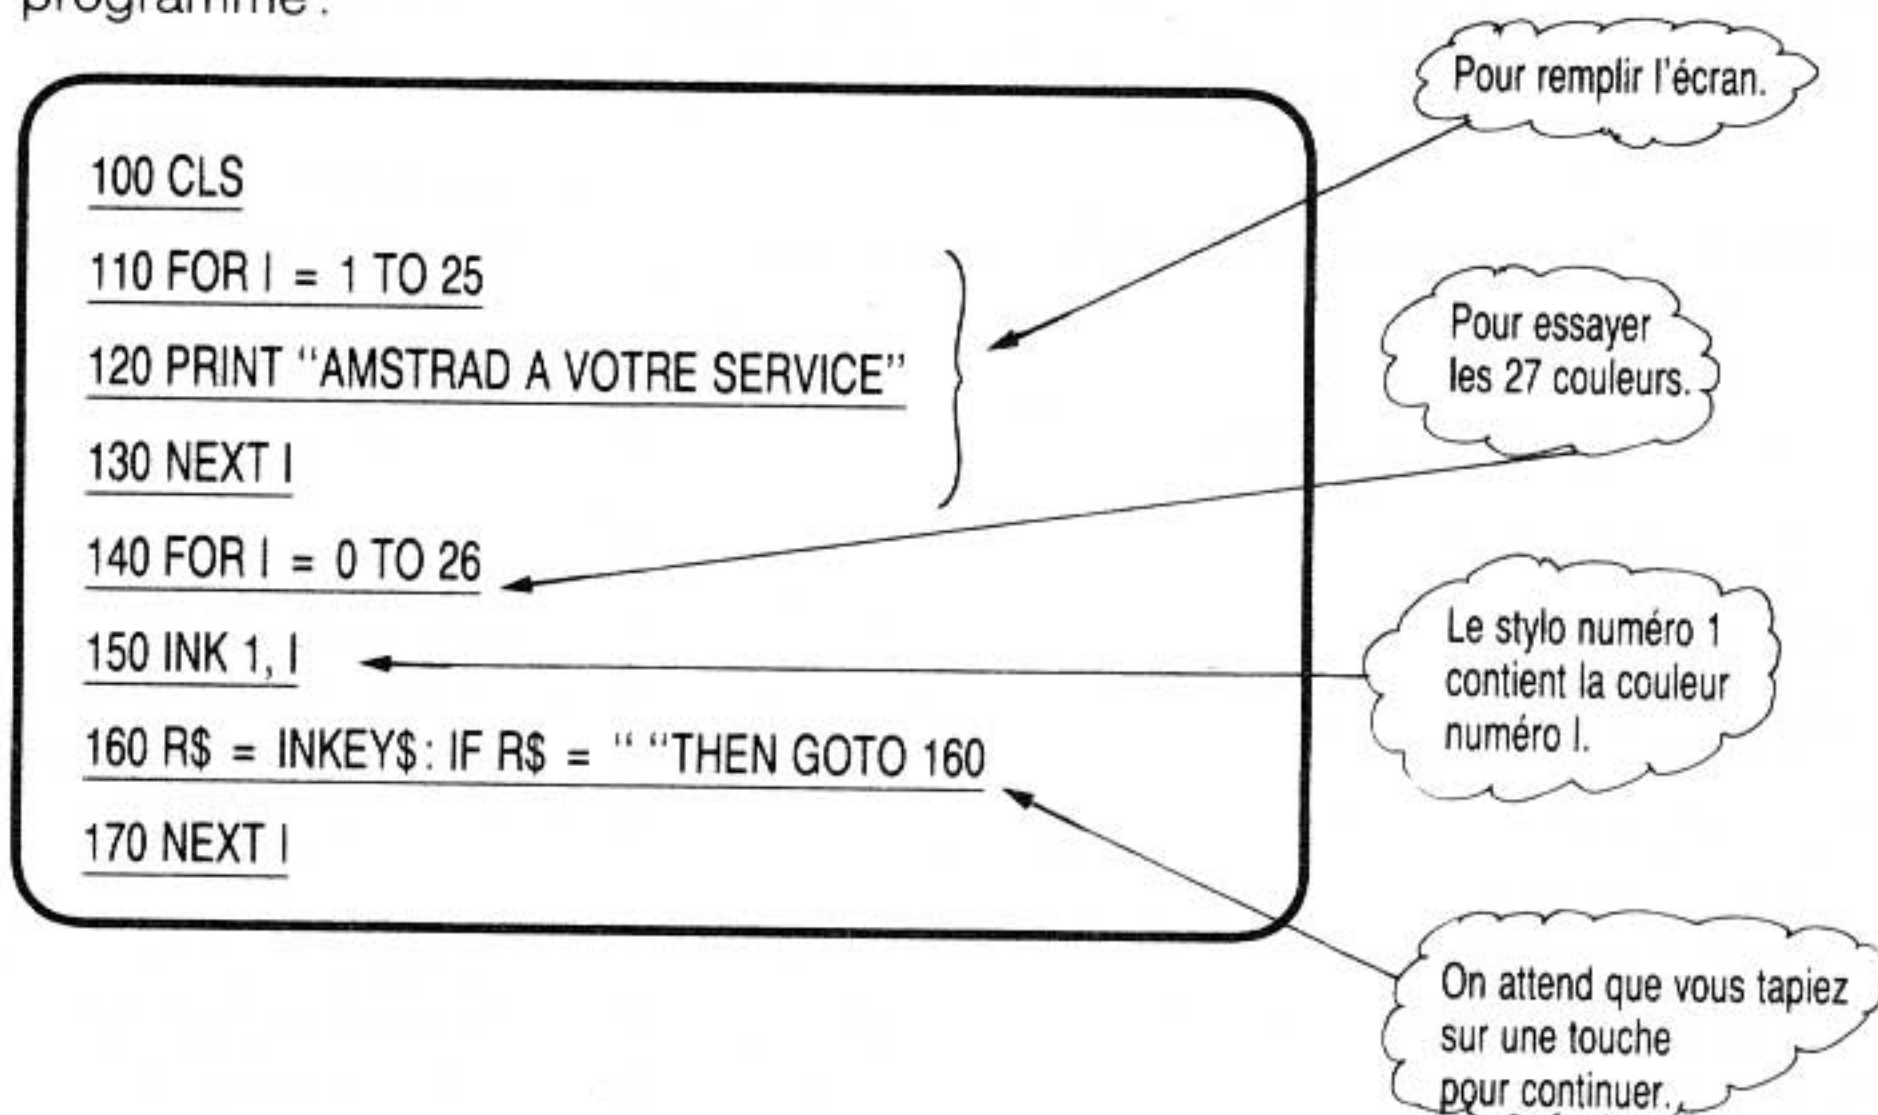 programme :
Pour remplir l'écran.
100 CLS
110 FOR I = 1 TO 25
120 PRINT “AMSTRAD A VOTRE SERVICE”
130 NEXT I
Pour essayer
les 27 couleurs.
140 FOR I = 0 TO 26
150 INK 1, I
Le stylo numéro 1
contient la couleur
numéro I.
160 R$ = INKEY$ : IF R$ = “ “THEN GOTO 160
170 NEXT I
On attend que vous tapiez
sur une touche
pour continuer.